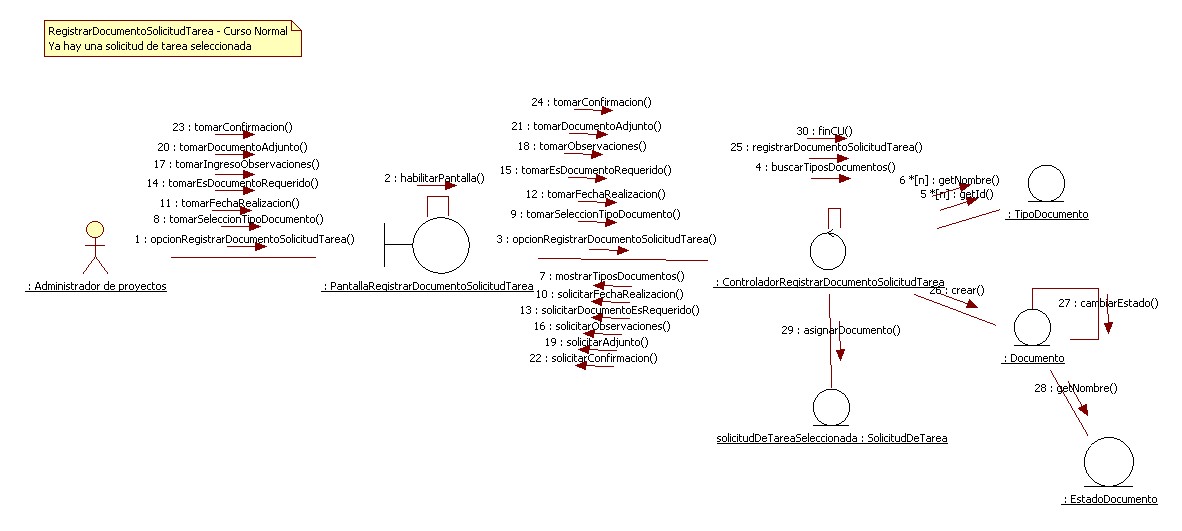 RegistrarDocumentoSolicitudTarea - Curso Normal
Ya hay una solicitud de tarea seleccionada
23 : tomarConfirmacion()
20 : tomarDocumentoAdjunto()
17 : tomarIngresoObservaciones()
14 : tomarEsDocumentoRequerido()
11 : tomarFechaRealizacion()
8 : tomarSeleccionTipoDocumento()
1 : opcionRegistrarDocumentoSolicitudTarea()
: Administrador de proyectos
2 : habilitarPantalla()
: PantallaRegistrarDocumentoSolicitudTarea
24 : tomarConfirmacion()
21 : tomarDocumentoAdjunto()
18 : tomarObservaciones()
15 : tomarEsDocumentoRequerido()
12 : tomarFechaRealizacion()
9 : tomarSeleccionTipoDocumento()
3 : opcionRegistrarDocumentoSolicitudTarea()
7 : mostrarTiposDocumentos()
10 : solicitarFechaRealizacion()
13 : solicitarDocumentoEsRequerido()
16 : solicitarObservaciones()
19 : solicitarAdjunto()
22 : solicitarConfirmacion()
30 : finCU()
25 : registrarDocumentoSolicitudTarea()
4 : buscarTiposDocumentos()
: ControladorRegistrarDocumentoSolicitudTarea
6 *[n] : getNombre()
5 *[n] : getId()
: TipoDocumento
26 : crear()
27 : cambiarEstado()
: Documento
29 : asignarDocumento()
solicitudDeTareaSeleccionada : SolicitudDeTarea
28 : getNombre()
: EstadoDocumento